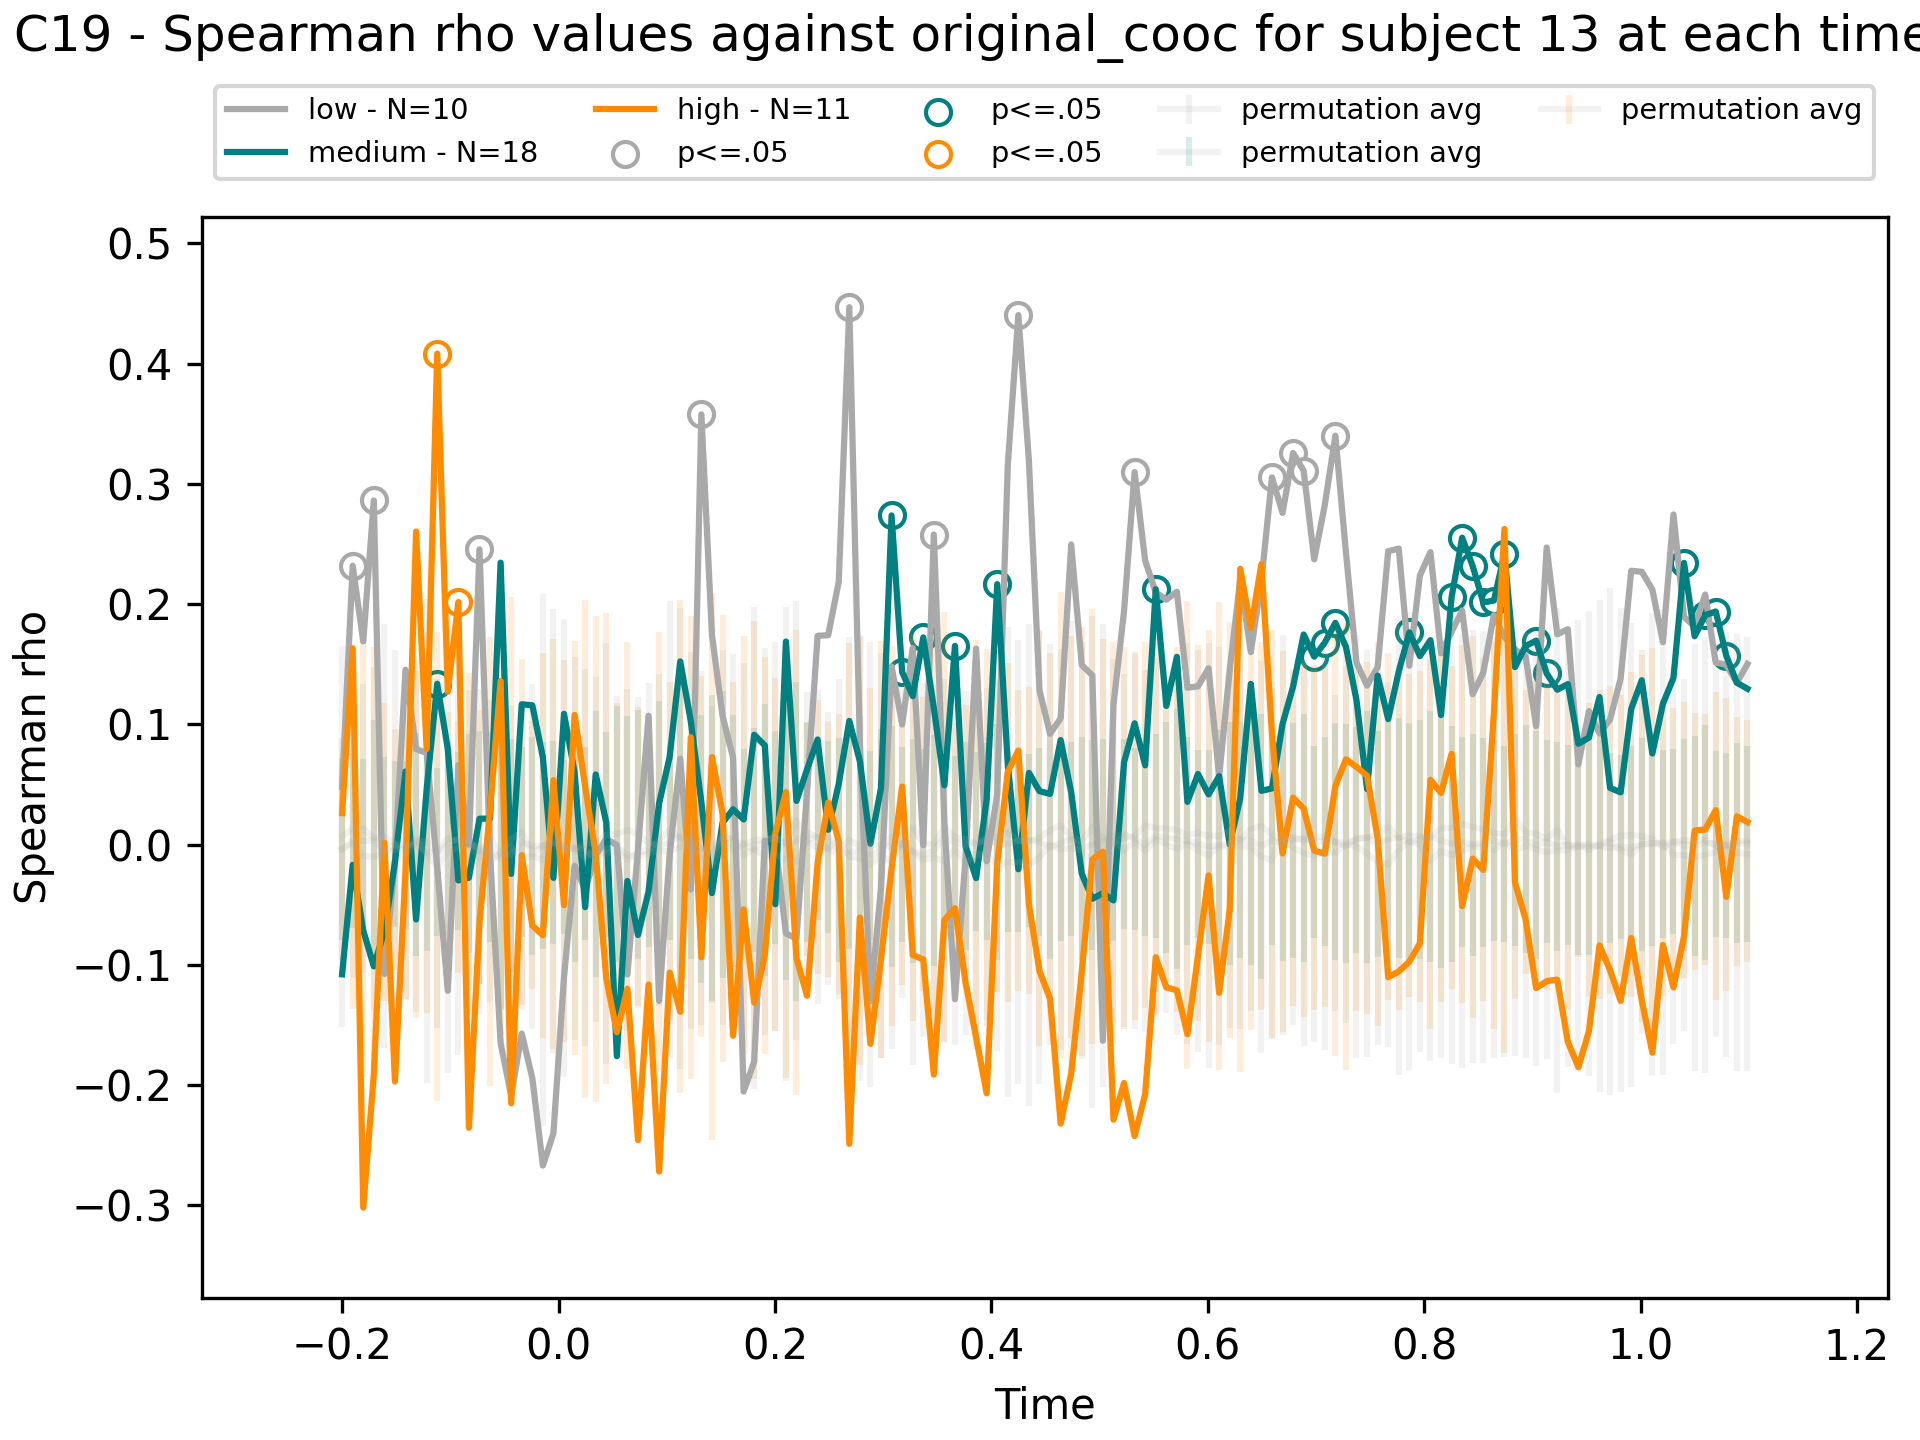 C19 - Spearman rho values against original_cooc for subject 13 at each time
low - N=10 high - N=11 p<=.05 permutation avg permutation avg
medium - N=18 p<=.05 p<=.05 permutation avg
0.5
0.4
0.3
0.2
0.1
0.0
−0.1
−0.2
−0.3
Spearman rho
−0.2 0.0 0.2 0.4 0.6 0.8 1.0 1.2
Time